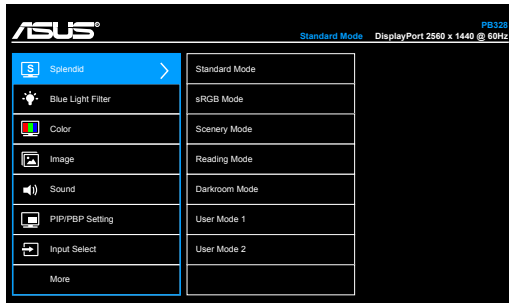 ASUS
PB328
Standard Mode DisplayPort 2560 x 1440 @ 60Hz
S Splendid
Blue Light Filter
Color
Image
Sound
PIP/PBP Setting
Input Select
More
Standard Mode
sRGB Mode
Scenery Mode
Reading Mode
Darkroom Mode
User Mode 1
User Mode 2